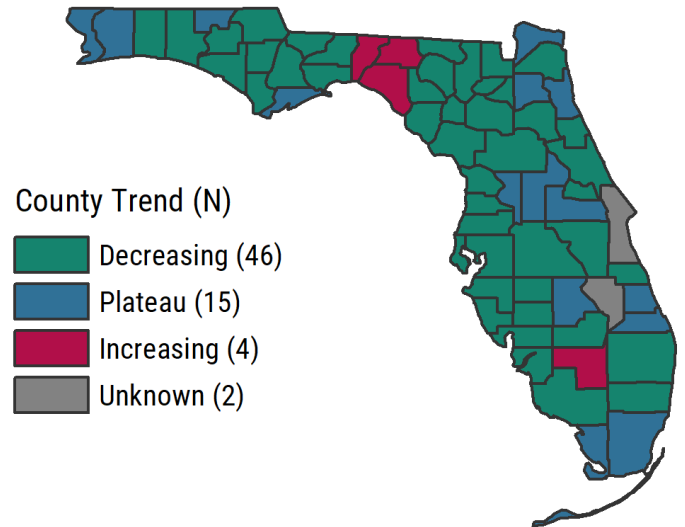 County Trend (N)
Decreasing (46)
Plateau (15)
Increasing (4)
Unknown (2)